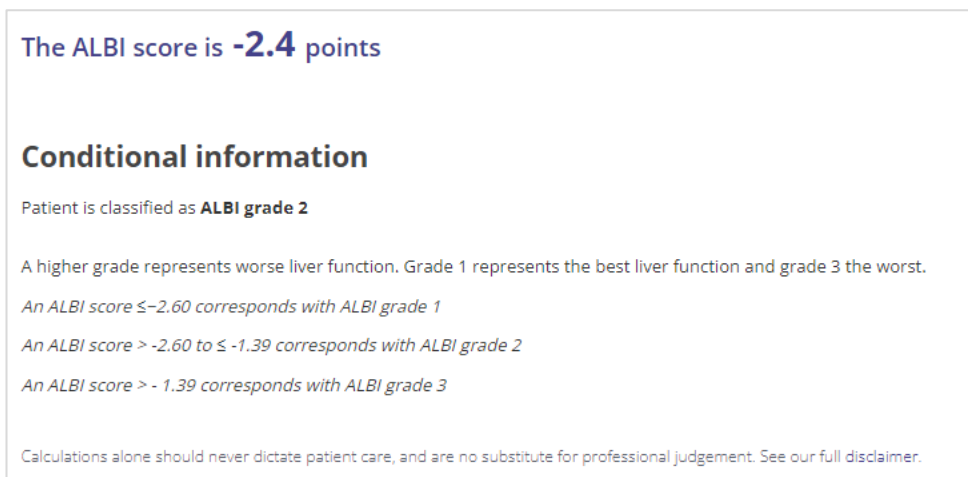 The ALBI score is -2.4 points
Conditional information
Patient is classified as ALBI grade 2
A higher grade represents worse liver function. Grade 1 represents the best liver function and grade 3 the worst.
An ALBI score ≤−2.60 corresponds with ALBI grade 1
An ALBI score > -2.60 to ≤ -1.39 corresponds with ALBI grade 2
An ALBI score > - 1.39 corresponds with ALBI grade 3
Calculations alone should never dictate patient care, and are no substitute for professional judgement. See our full disclaimer.